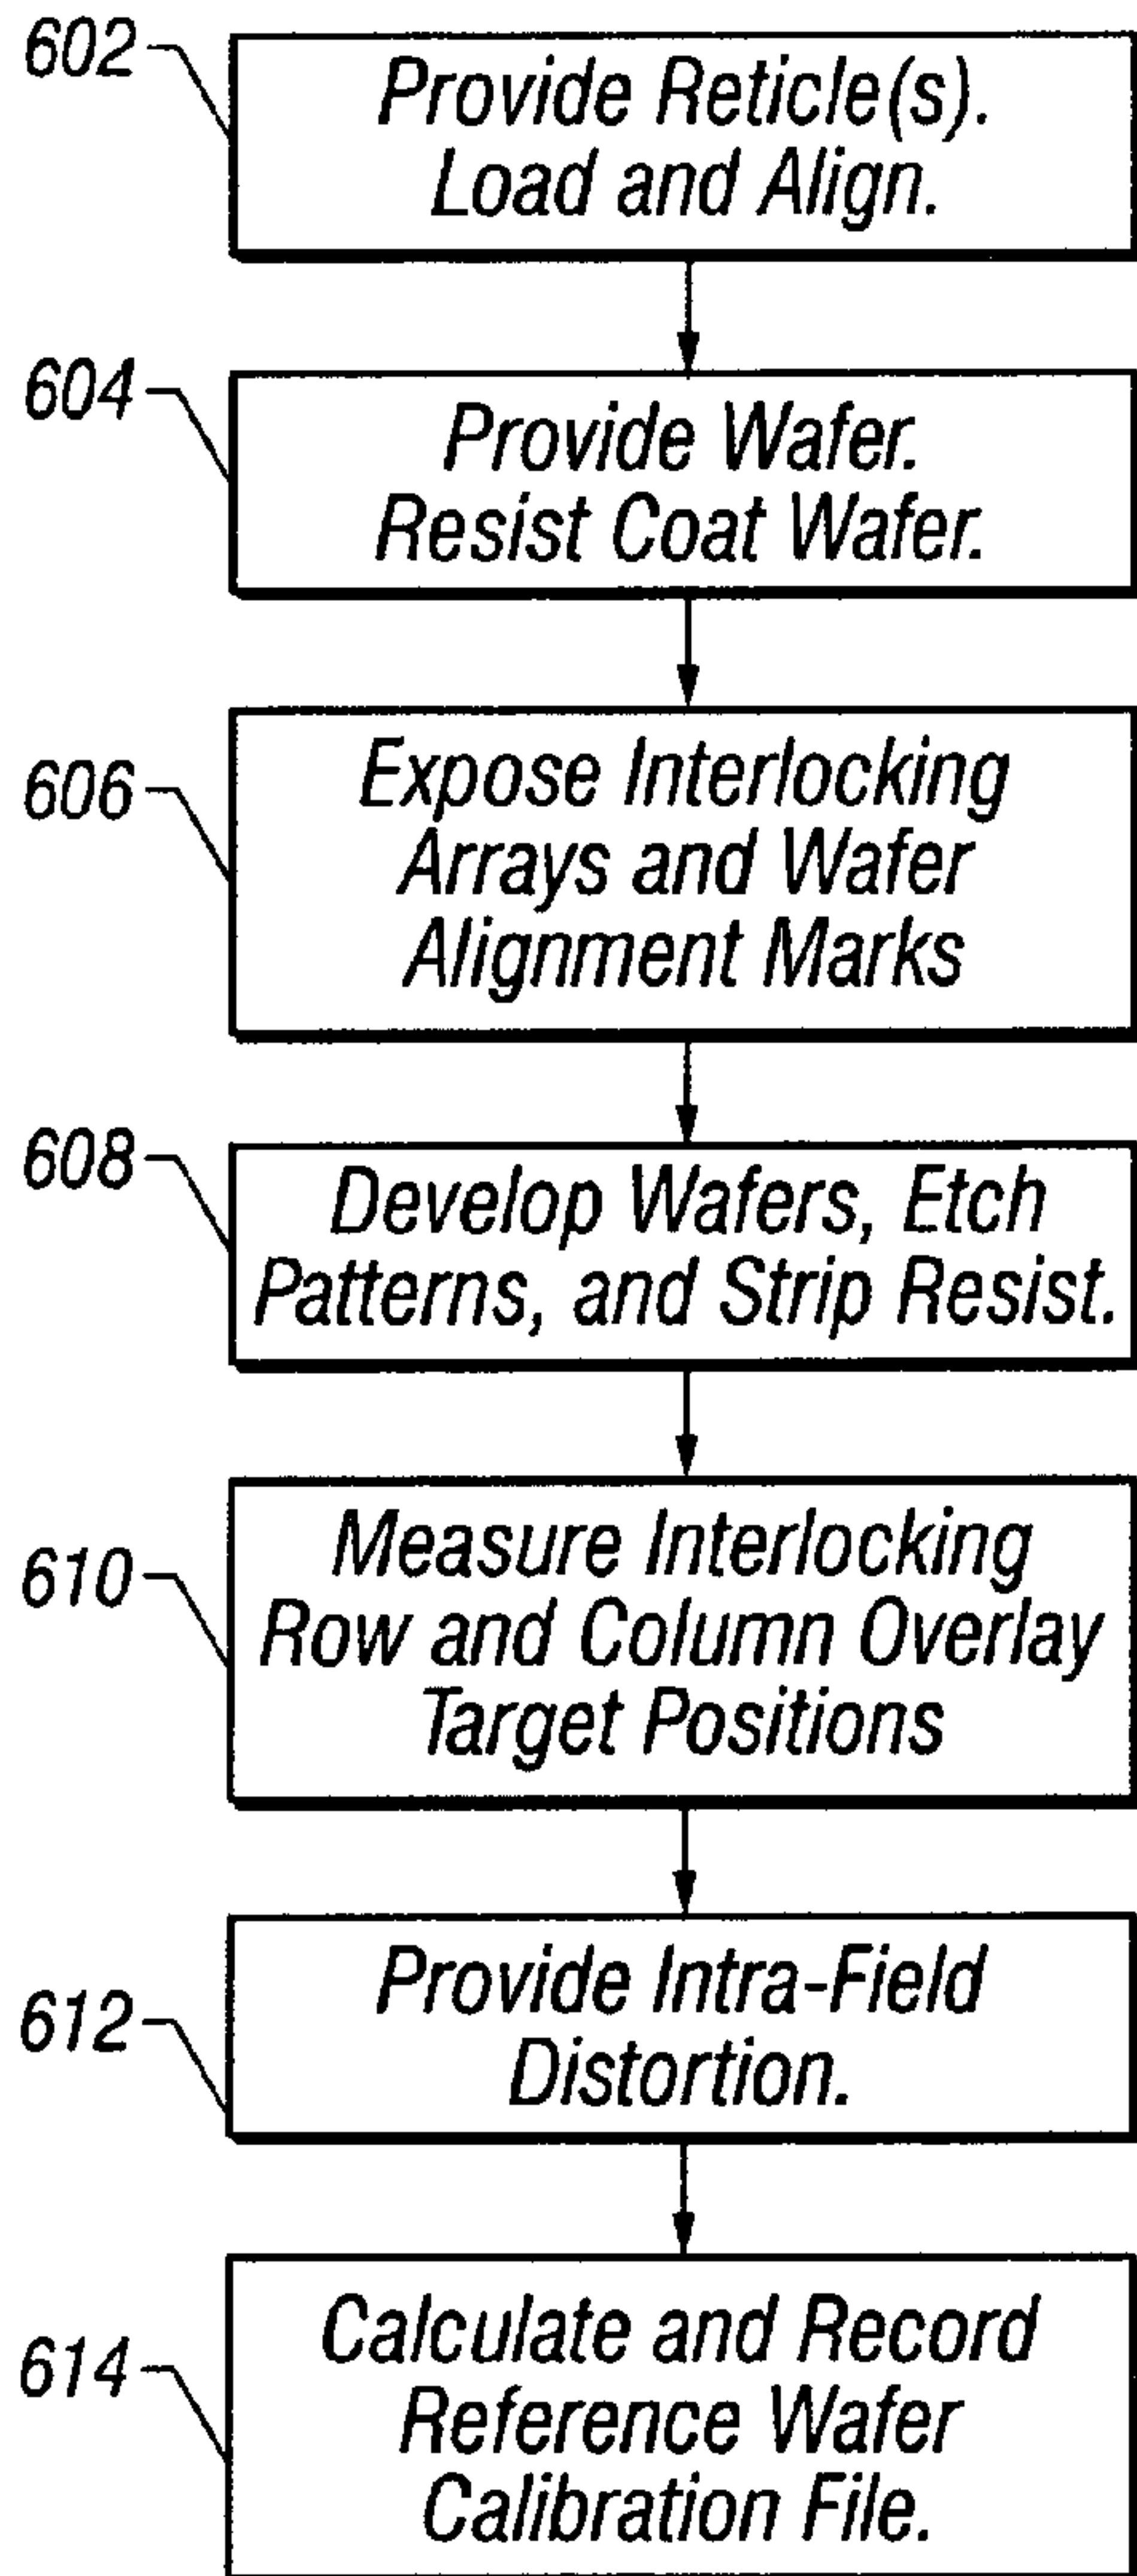 602
Provide Reticle(s).
Load and Align.
604
Provide Wafer.
Resist Coat Wafer.
606
Expose Interlocking
Arrays and Wafer
Alignment Marks
608
Develop Wafers, Etch
Patterns, and Strip Resist.
610
Measure Interlocking
Row and Column Overlay
Target Positions
612
Provide Intra-Field
Distortion.
614
Calculate and Record
Reference Wafer
Calibration File.